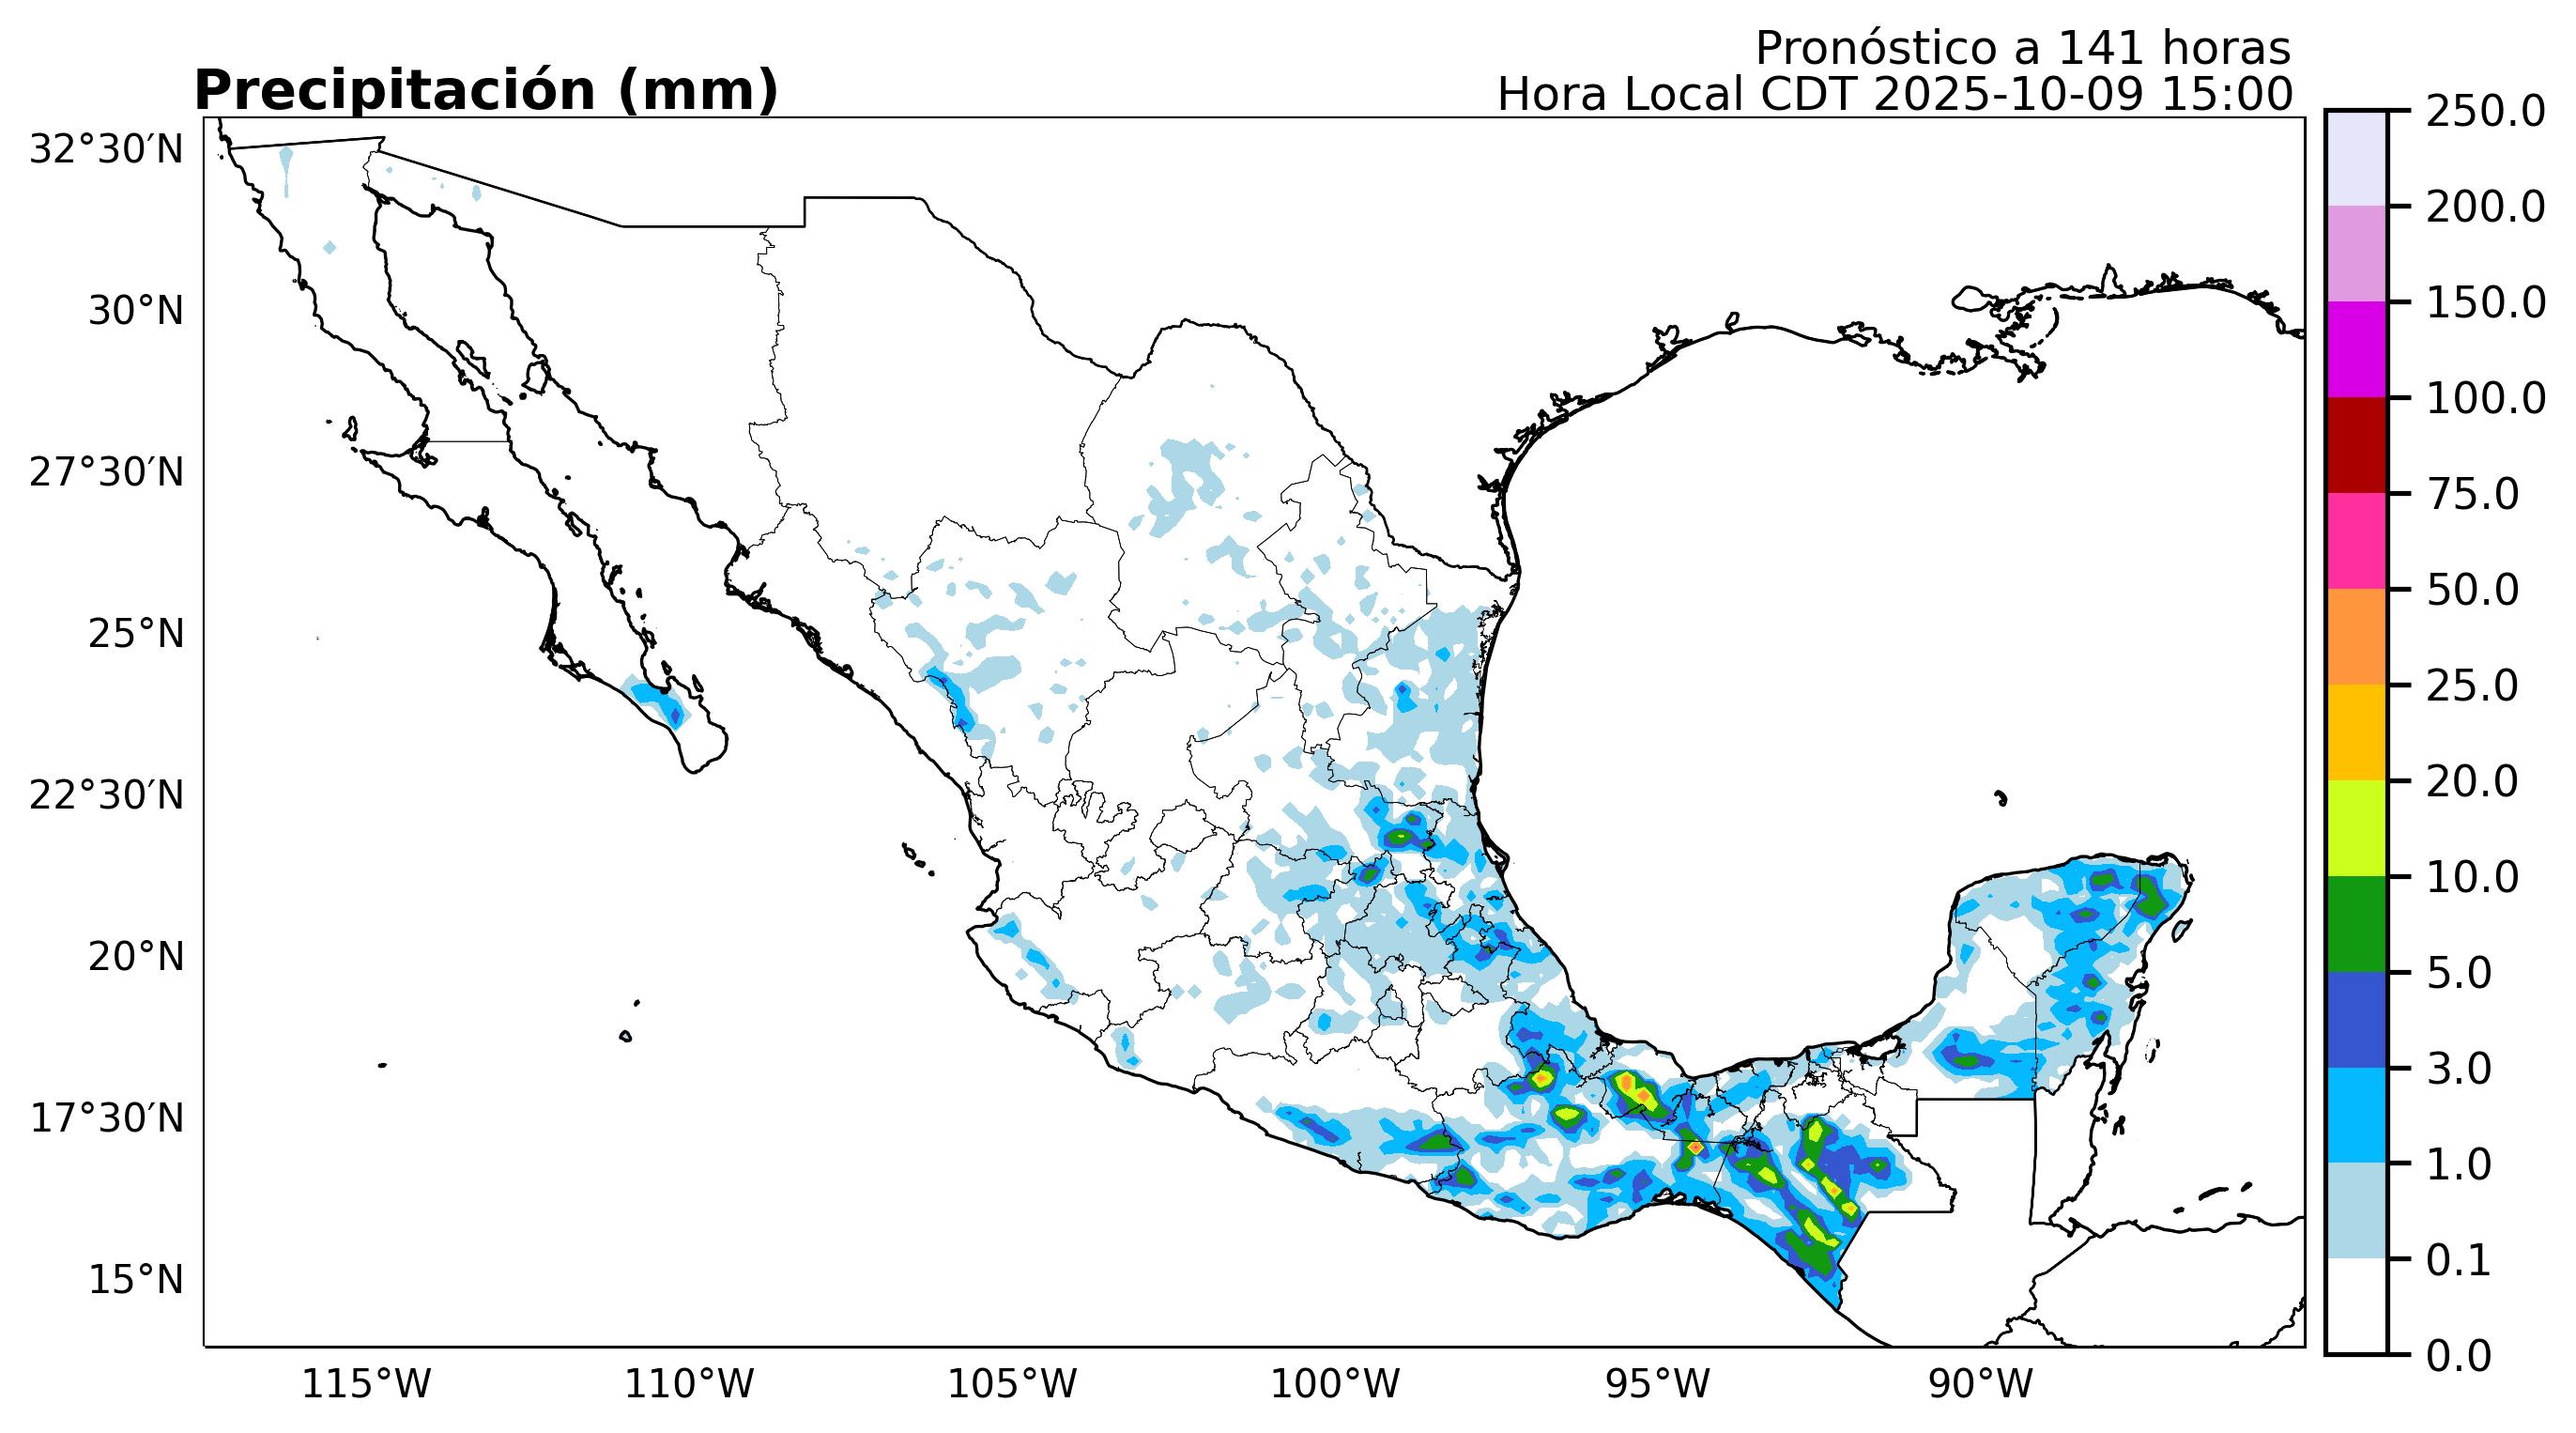 Pronóstico a 141 horas
Precipitación (mm)
Hora Local CDT 2025-10-09 15:00
32°30′N
30°N
27°30′N
25°N
22°30′N
20°N
17°30′N
15°N
115°W
110°W
105°W
100°W
95°W
90°W
250.0
200.0
150.0
100.0
75.0
50.0
25.0
20.0
10.0
5.0
3.0
1.0
0.1
0.0